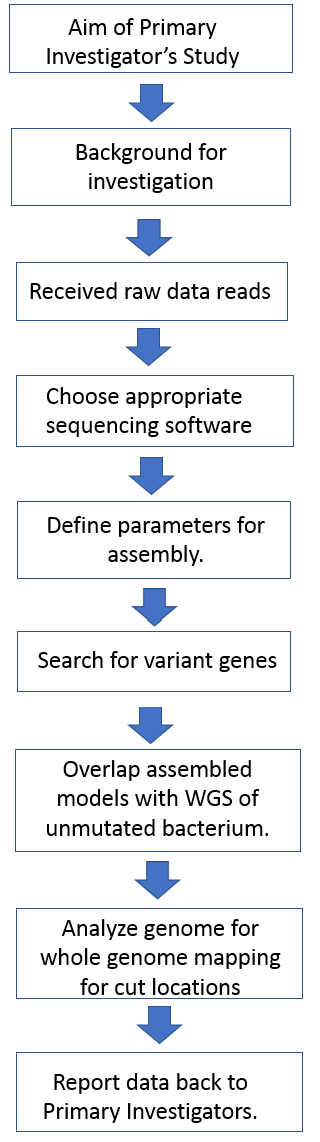 Aim of Primary
Investigator’s Study
Background for
investigation
Received raw data reads
Choose appropriate
sequencing software
Define parameters for
assembly.
Search for variant genes
Overlap assembled
models with WGS of
unmutated bacterium.
Analyze genome for
whole genome mapping
for cut locations
Report data back to
Primary Investigators.